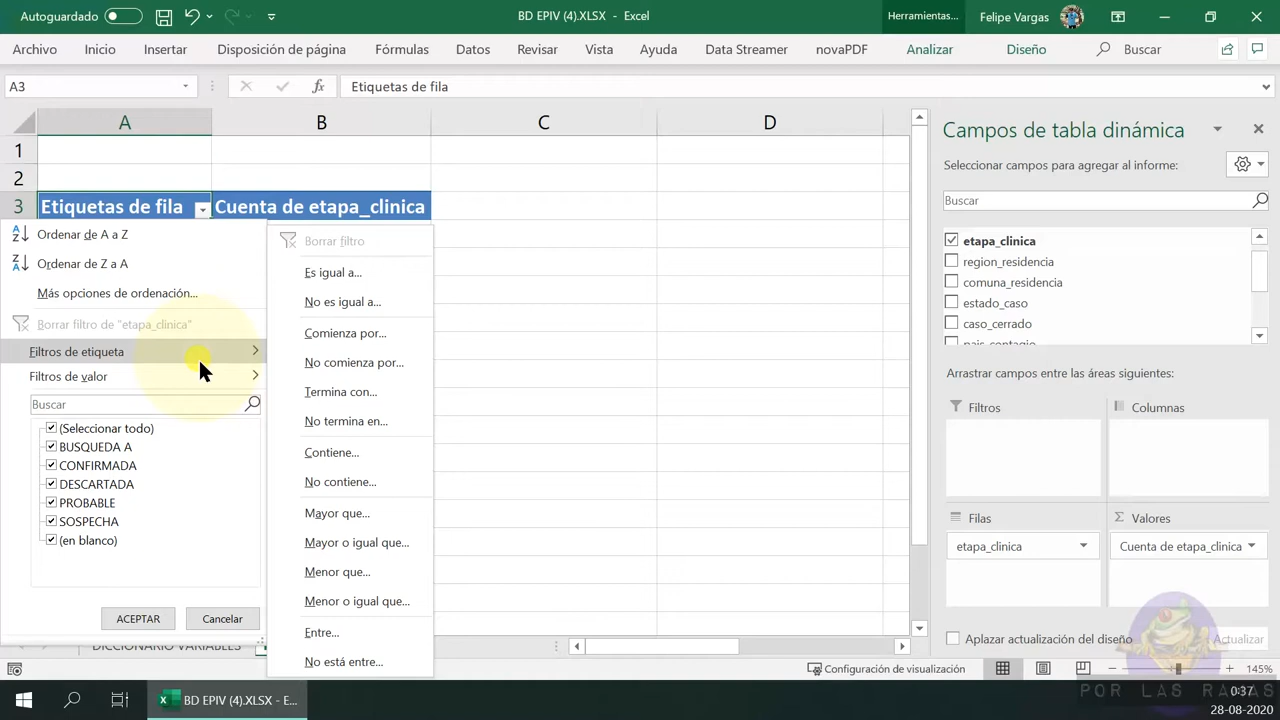 Autoguardado
BD EPIV (4).XLSX - Excel
Herramientas...
Felipe Vargas
Archivo
Inicio
Insertar
Disposición de página
Fórmulas
Datos
Revisar
Vista
Ayuda
Data Streamer
novaPDF
Analizar
Diseño
Buscar
A3
fx
Etiquetas de fila
A
B
C
D
1
2
3
Etiquetas de fila
Cuenta de etapa_clinica
Ordenar de A a Z
Ordenar de Z a A
Más opciones de ordenación...
Borrar filtro de "etapa_clinica"
Filtros de etiqueta
Filtros de valor
Buscar
(Seleccionar todo)
BUSQUEDA A
CONFIRMADA
DESCARTADA
PROBABLE
SOSPECHA
(en blanco)
ACEPTAR
Cancelar
Borrar filtro
Es igual a...
No es igual a...
Comienza por...
No comienza por...
Termina con...
No termina en...
Contiene...
No contiene...
Mayor que...
Mayor o igual que...
Menor que...
Menor o igual que...
Entre...
No está entre...
Campos de tabla dinámica
Seleccionar campos para agregar al informe:
Buscar
etapa_clinica
region_residencia
comuna_residencia
estado_caso
caso_cerrado
pais_contagio
Arrastrar campos entre las áreas siguientes:
Filtros
Columnas
Filas
Valores
etapa_clinica
Cuenta de etapa_clinica
Aplazar actualización del diseño
Actualizar
DICCIONARIO VARIABLES
Configuración de visualización
145%
BD EPIV (4).XLSX - E...
POR LAS RANAS
0:37
28-08-2020